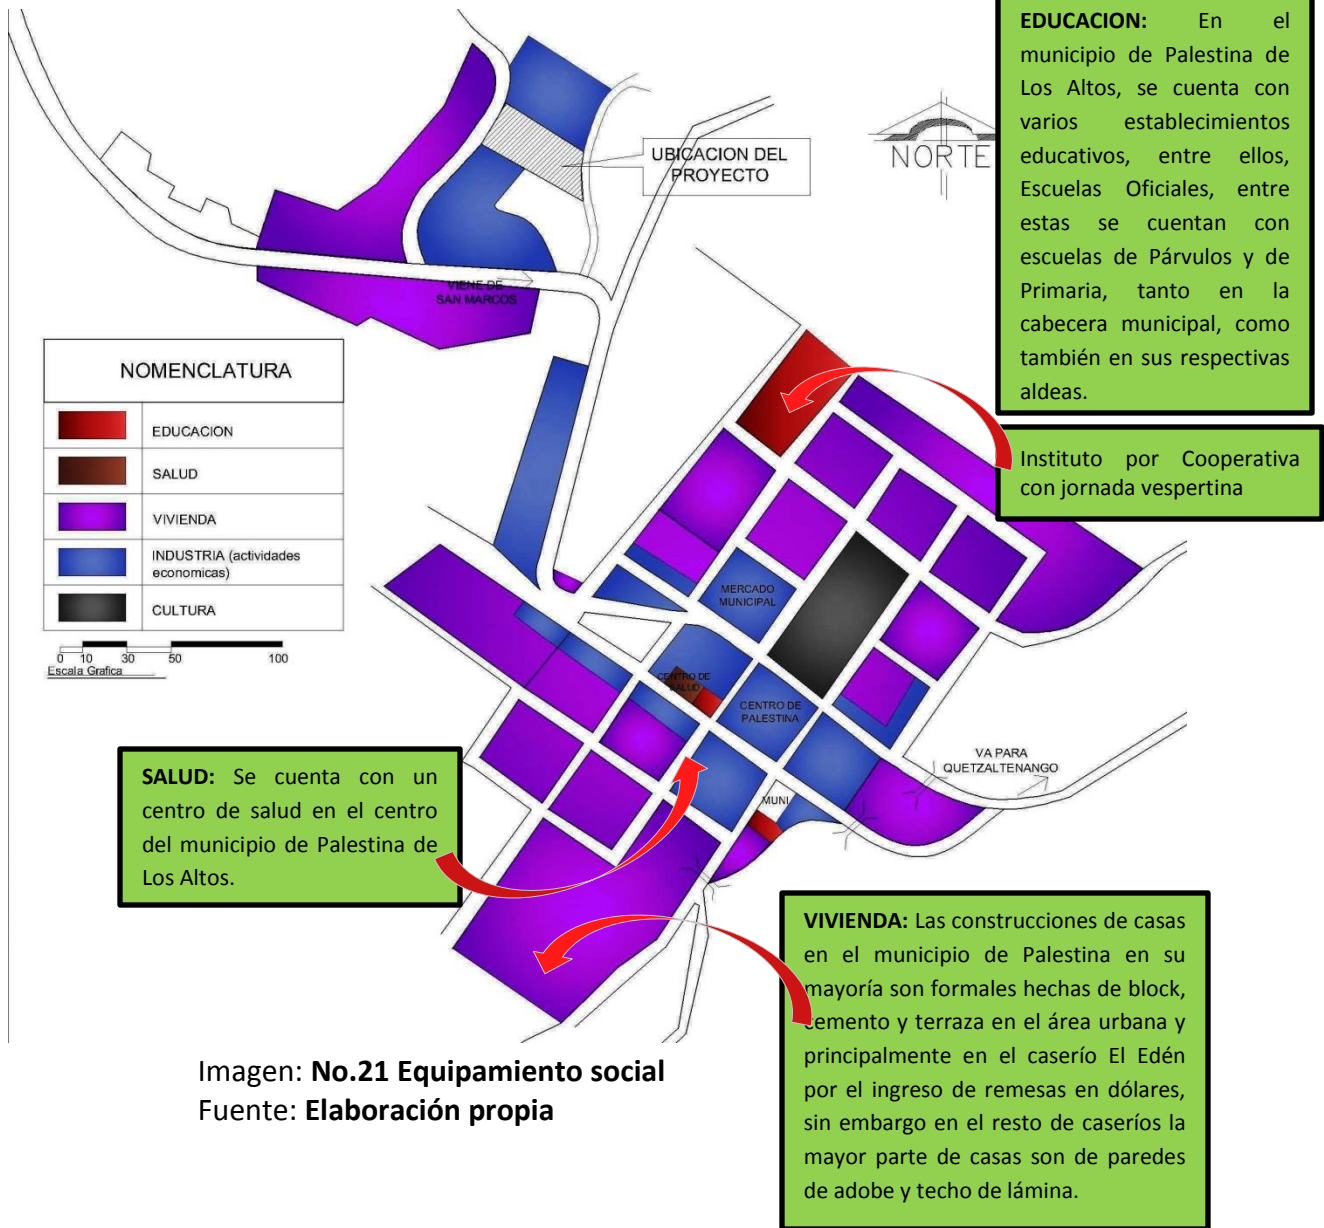 EDUCACION: En el
municipio de Palestina de
Los Altos, se cuenta con
varios establecimientos
educativos, entre ellos,
Escuelas Oficiales, entre
estas se cuentan con
escuelas de Párvulos y de
Primaria, tanto en la
cabecera municipal, como
también en sus respectivas
aldeas.
UBICACION DEL
PROYECTO
NORTE
VIENE DE
SAN MARCOS
NOMENCLATURA
EDUCACION
SALUD
VIVIENDA
INDUSTRIA (actividades
economicas)
CULTURA
0 10 30 50 100
Escala Grafica
Instituto por Cooperativa
con jornada vespertina
MERCADO
MUNICIPAL
CENTRO DE
SALUD
CENTRO DE
PALESTINA
MUNI
VA PARA
QUETZALTENANGO
SALUD: Se cuenta con un
centro de salud en el centro
del municipio de Palestina de
Los Altos.
VIVIENDA: Las construcciones de casas
en el municipio de Palestina en su
mayoría son formales hechas de block,
cemento y terraza en el área urbana y
principalmente en el caserío El Edén
por el ingreso de remesas en dólares,
sin embargo en el resto de caseríos la
mayor parte de casas son de paredes
de adobe y techo de lámina.
Imagen: No.21 Equipamiento social
Fuente: Elaboración propia